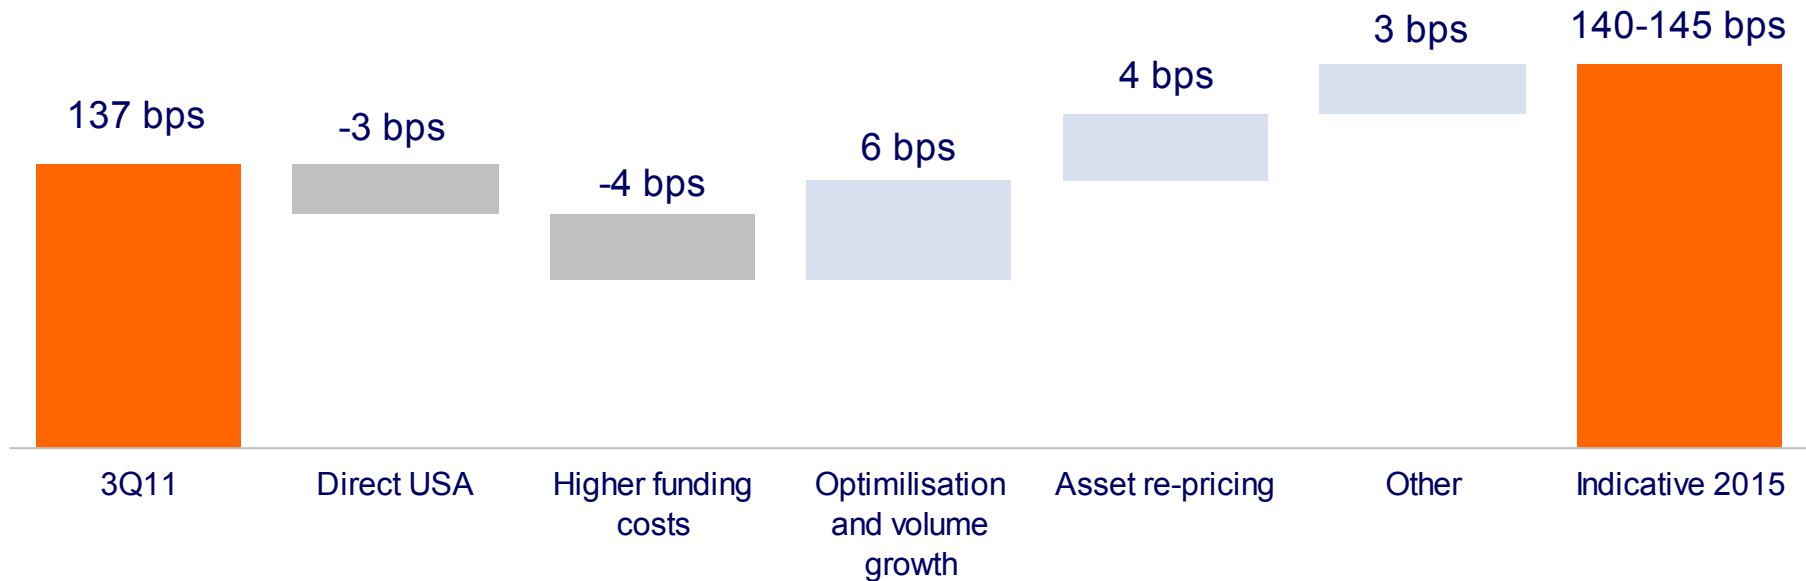 137 bps
-3 bps
-4 bps
6 bps
4 bps
3 bps
140-145 bps
3Q11
Direct USA
Higher funding
costs
Optimilisation
and volume
growth
Asset re-pricing
Other
Indicative 2015